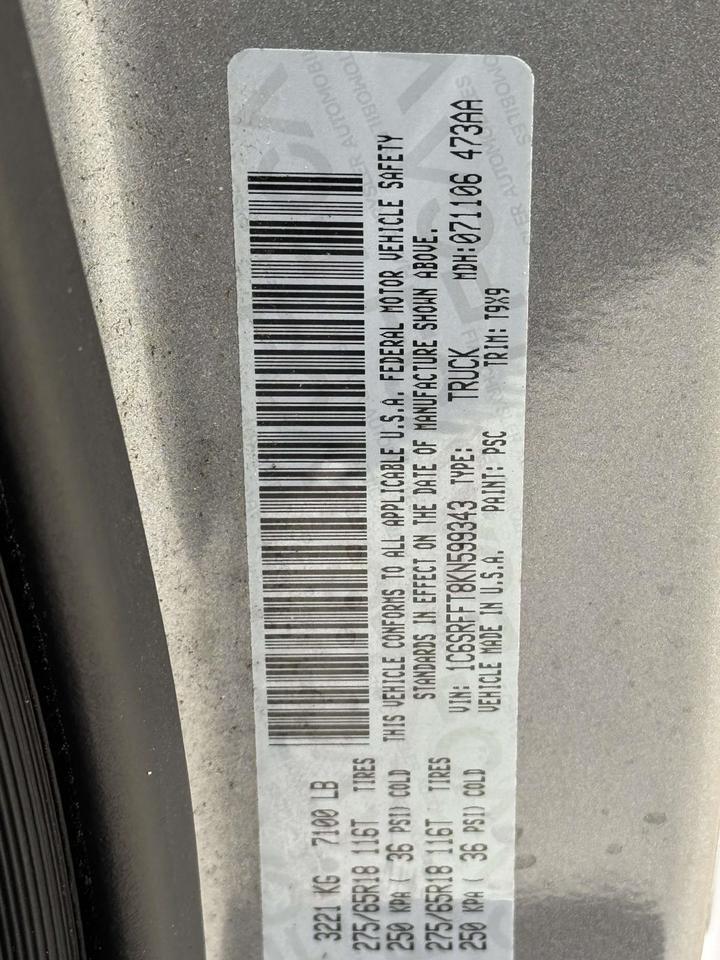 3221 KG 7100 LB
275/65R18 116T TIRES
250 KPA ( 36 PSI) COLD
275/65R18 116T TIRES
250 KPA ( 36 PSI) COLD
THIS VEHICLE CONFORMS TO ALL APPLICABLE U.S.A. FEDERAL MOTOR VEHICLE SAFETY
STANDARDS IN EFFECT ON THE DATE OF MANUFACTURE SHOWN ABOVE.
VIN: 1C6SRFFT8KN599343 TYPE: TRUCK MDH:071106 473AA
VEHICLE MADE IN U.S.A. PAINT: PSC TRIM: T9X9